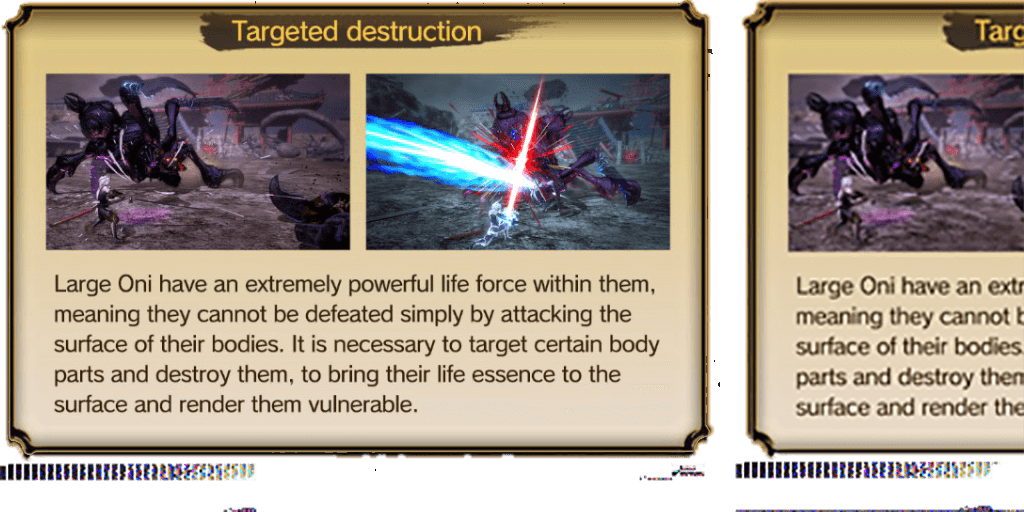 Targeted destruction
Large Oni have an extremely powerful life force within them,
meaning they cannot be defeated simply by attacking the
surface of their bodies. It is necessary to target certain body
parts and destroy them, to bring their life essence to the
surface and render them vulnerable.
Targ
Large Oni have an extr
meaning they cannot b
surface of their bodies.
parts and destroy them
surface and render the